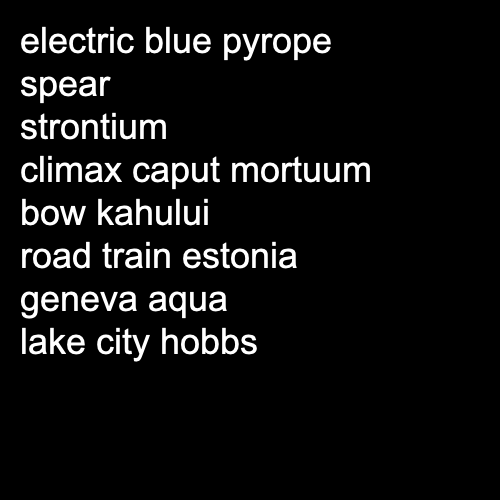 electric blue pyrope
spear
strontium
climax caput mortuum
bow kahului
road train estonia
geneva aqua
lake city hobbs